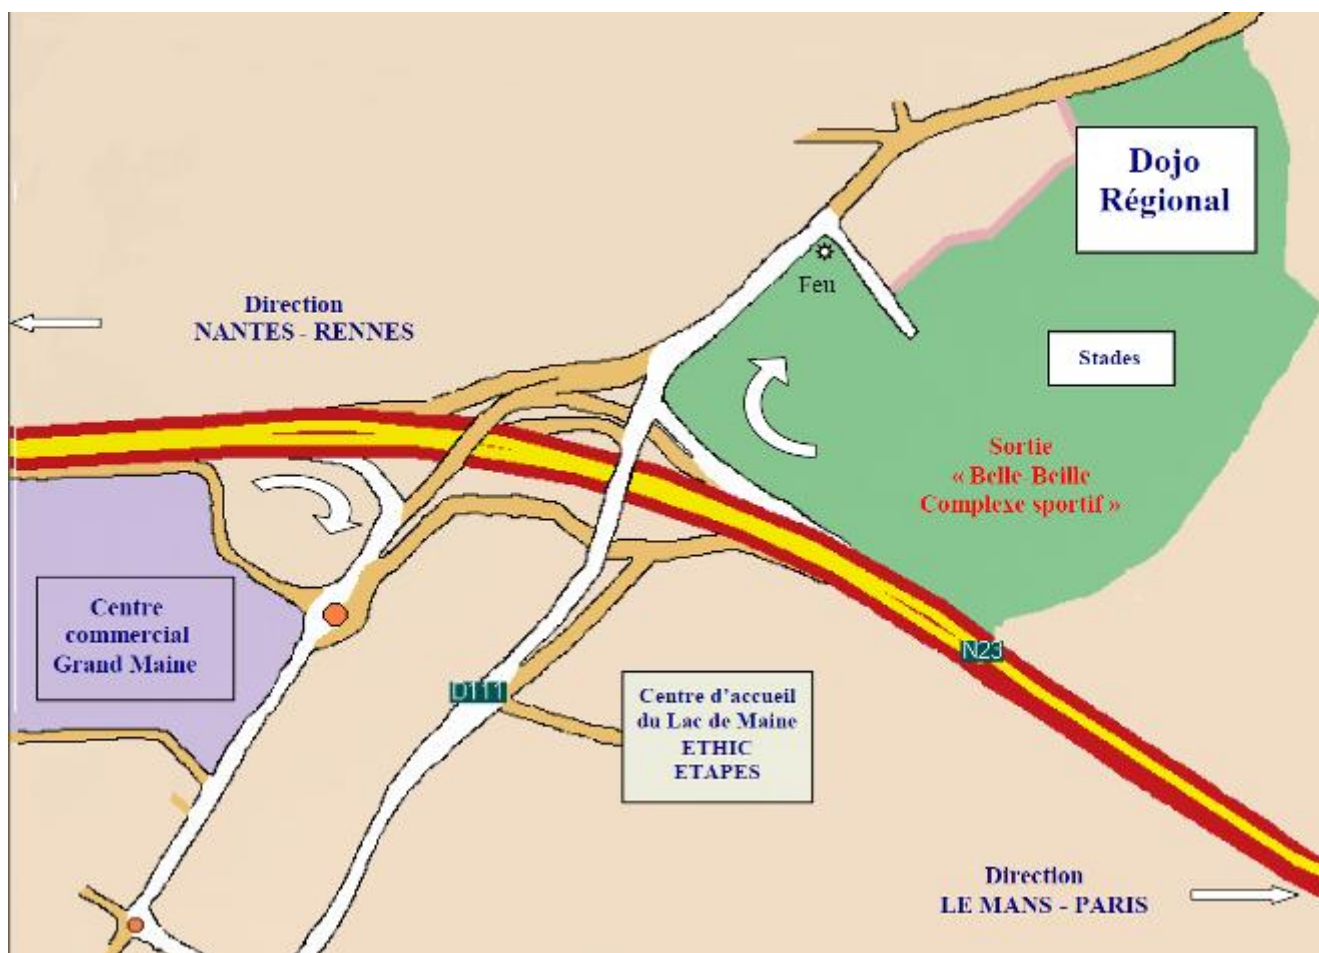 Dojo
Régional
Feu
Direction
NANTES - RENNES
Stades
Sortie
« Belle Beille
Complexe sportif »
Centre
commercial
Grand Maine
N23
D111
Centre d'accueil
du Lac de Maine
ETHIC
ETAPES
Direction
LE MANS - PARIS